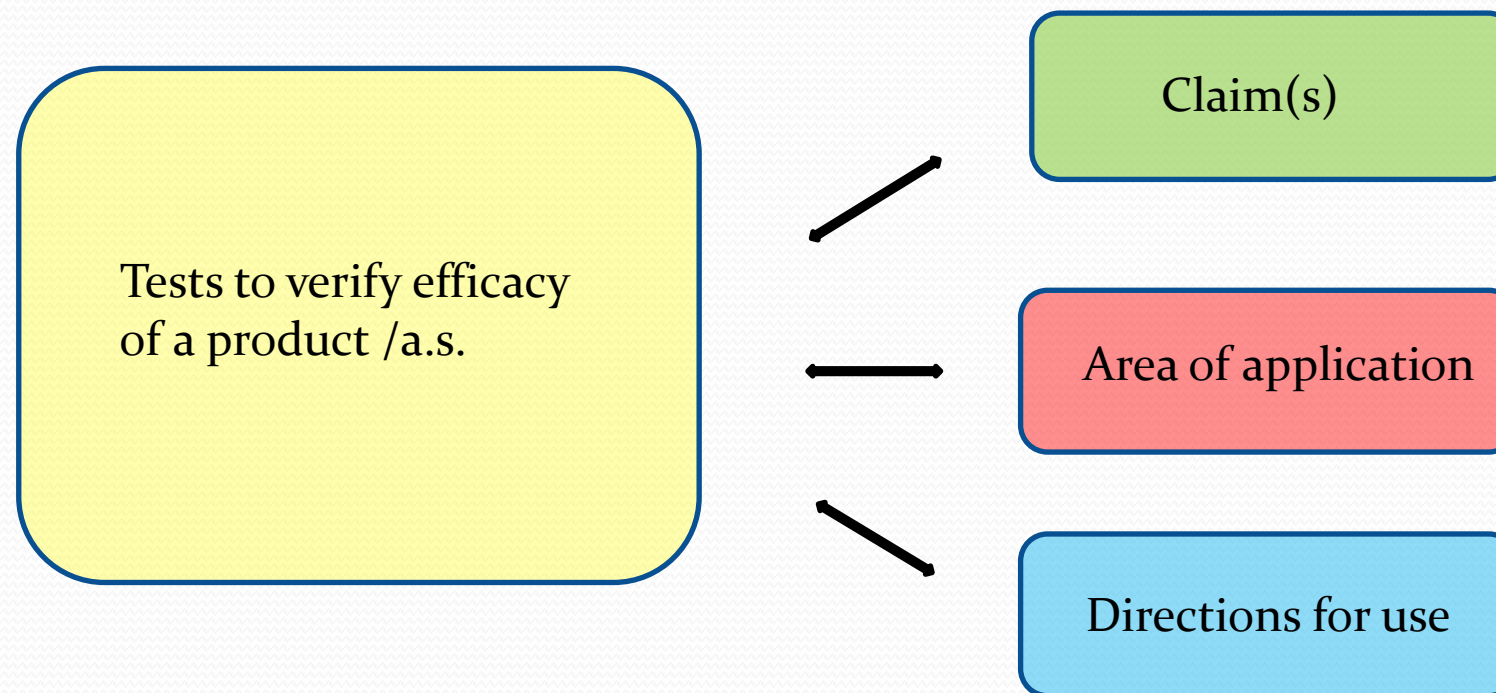 Claim(s)
Tests to verify efficacy
of a product /a.s.
Area of application
Directions for use